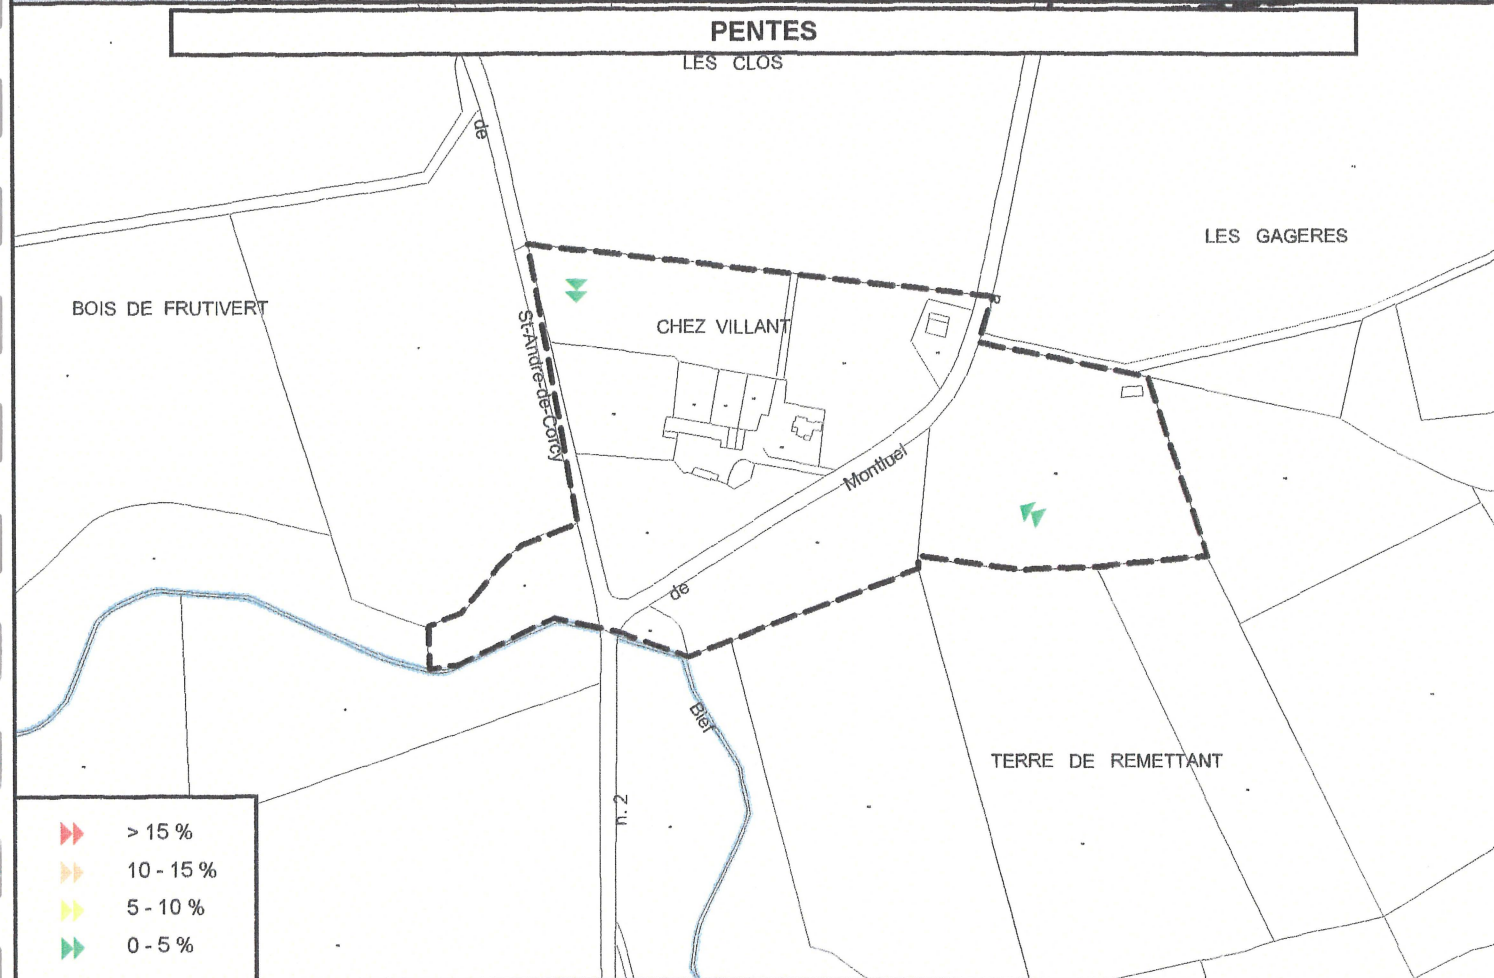 PENTES
LES CLOS
de
LES GAGERES
BOIS DE FRUTIVERT
CHEZ VILLANT
St-Andre-de-Corcy
Montluel
de
Bief
TERRE DE REMETTANT
n. 2
> 15 %
10 - 15 %
5 - 10 %
0 - 5 %